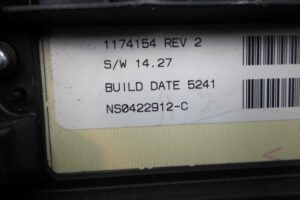 1174154 REV 2
S/W 14.27
BUILD DATE 5241
NS0422912-C